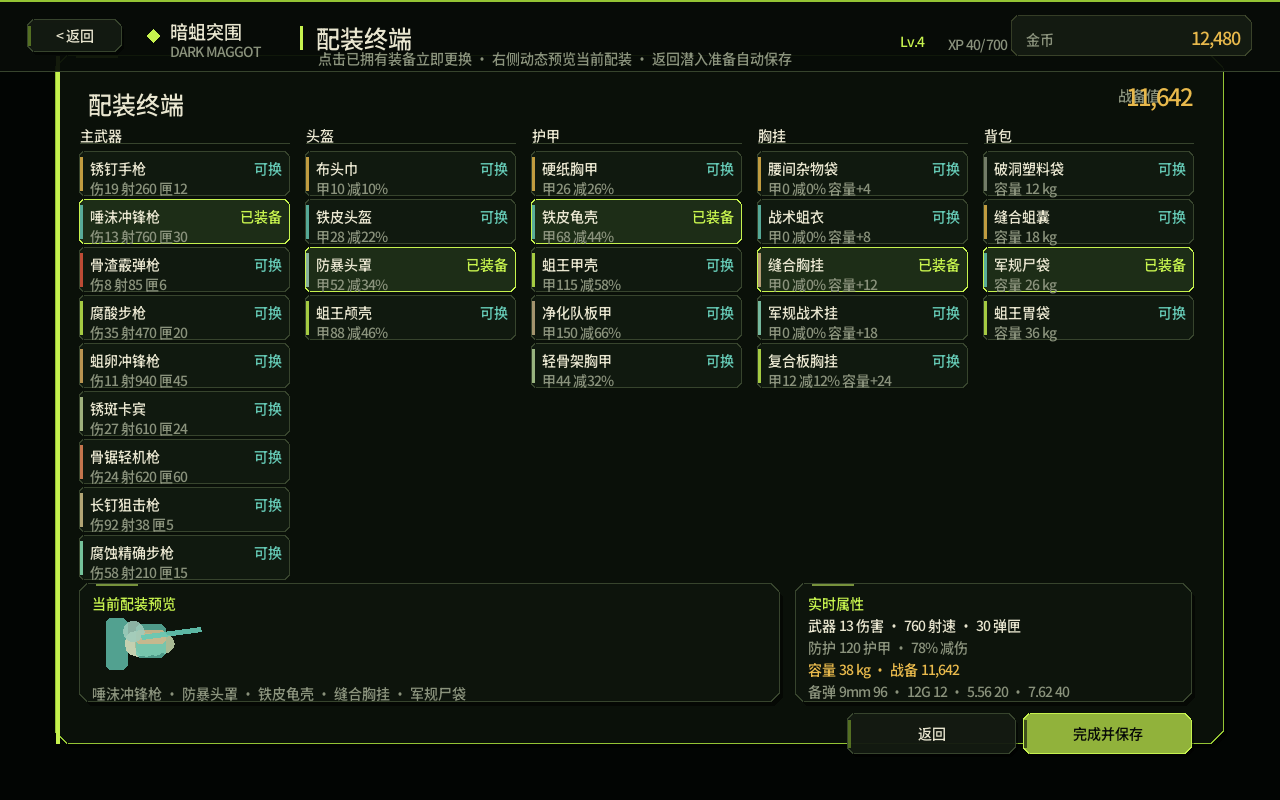 <返回
暗蛆突围
DARK MAGGOT
配装终端
点击已拥有装备立即更换 · 右侧动态预览当前配装 · 返回潜入准备自动保存
Lv.4
XP 40/700
金币
12,480
配装终端
战备值
11,642
主武器
锈钉手枪 可换
伤19 射260 匣12
唾沫冲锋枪 已装备
伤13 射760 匣30
骨渣霰弹枪 可换
伤8 射85 匣6
腐酸步枪 可换
伤35 射470 匣20
蛆卵冲锋枪 可换
伤11 射940 匣45
锈斑卡宾 可换
伤27 射610 匣24
骨锯轻机枪 可换
伤24 射620 匣60
长钉狙击枪 可换
伤92 射38 匣5
腐蚀精确步枪 可换
伤58 射210 匣15
头盔
布头巾 可换
甲10 减10%
铁皮头盔 可换
甲28 减22%
防暴头罩 已装备
甲52 减34%
蛆王颅壳 可换
甲88 减46%
护甲
硬纸胸甲 可换
甲26 减26%
铁皮龟壳 已装备
甲68 减44%
蛆王甲壳 可换
甲115 减58%
净化队板甲 可换
甲150 减66%
轻骨架胸甲 可换
甲44 减32%
胸挂
腰间杂物袋 可换
甲0 减0% 容量+4
战术蛆衣 可换
甲0 减0% 容量+8
缝合胸挂 已装备
甲0 减0% 容量+12
军规战术挂 可换
甲0 减0% 容量+18
复合板胸挂 可换
甲12 减12% 容量+24
背包
破洞塑料袋 可换
容量 12 kg
缝合蛆囊 可换
容量 18 kg
军规尸袋 已装备
容量 26 kg
蛆王胃袋 可换
容量 36 kg
当前配装预览
唾沫冲锋枪 · 防暴头罩 · 铁皮龟壳 · 缝合胸挂 · 军规尸袋
实时属性
武器 13 伤害 · 760 射速 · 30 弹匣
防护 120 护甲 · 78% 减伤
容量 38 kg · 战备 11,642
备弹 9mm 96 · 12G 12 · 5.56 20 · 7.62 40
返回
完成并保存